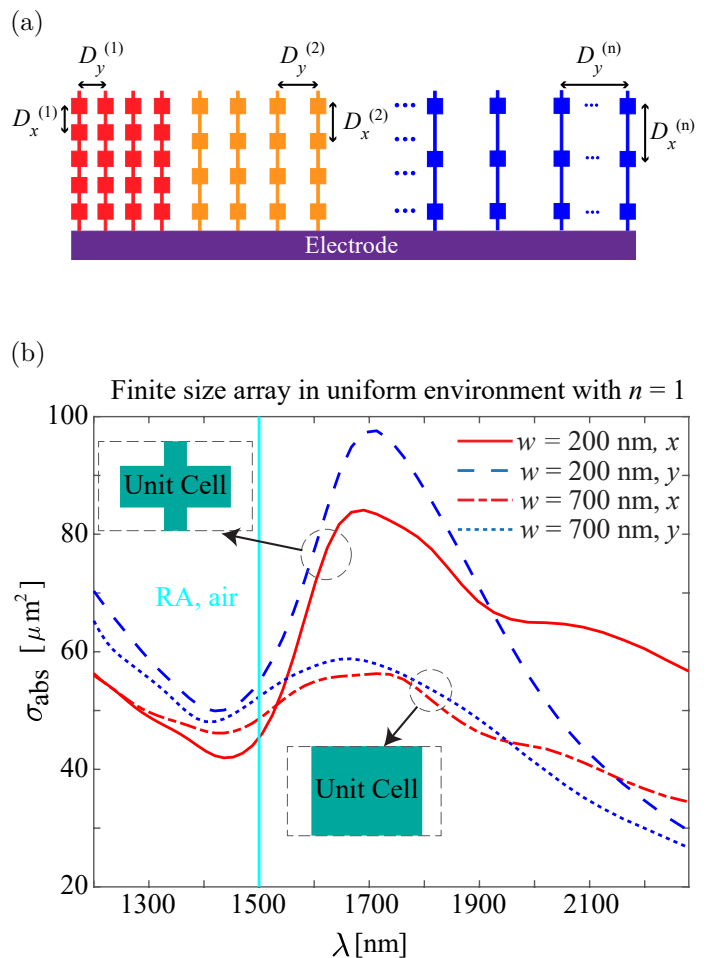 (a)
D_y^(1) D_y^(2) D_y^(n)
D_x^(1) D_x^(2) D_x^(n)
Electrode
(b)
Finite size array in uniform environment with n = 1
100
80
60
40
20
σ_abs [μm²]
w = 200 nm, x
w = 200 nm, y
w = 700 nm, x
w = 700 nm, y
Unit Cell
RA, air
Unit Cell
1300 1500 1700 1900 2100
λ [nm]